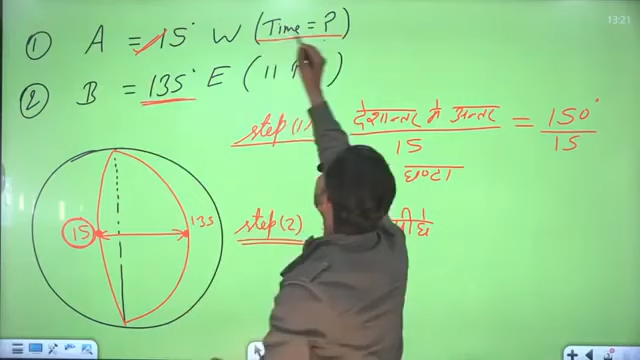 13:21
① A = 15° W (Time = ?)
② B = 135° E (11
step (1) देशान्तर में अन्तर = 150°
15 15
घण्टा
15 135
step (2)